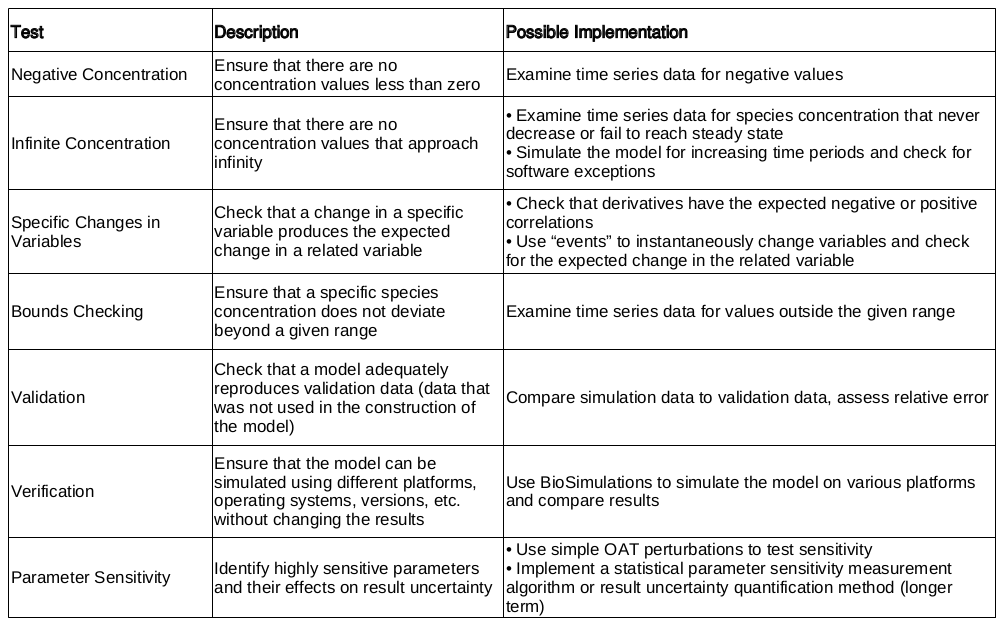 Test
Description
Possible Implementation
Negative Concentration
Ensure that there are no
concentration values less than zero
Examine time series data for negative values
Infinite Concentration
Ensure that there are no
concentration values that approach
infinity
• Examine time series data for species concentration that never
decrease or fail to reach steady state
• Simulate the model for increasing time periods and check for
software exceptions
Specific Changes in
Variables
Check that a change in a specific
variable produces the expected
change in a related variable
• Check that derivatives have the expected negative or positive
correlations
• Use “events” to instantaneously change variables and check
for the expected change in the related variable
Bounds Checking
Ensure that a specific species
concentration does not deviate
beyond a given range
Examine time series data for values outside the given range
Validation
Check that a model adequately
reproduces validation data (data that
was not used in the construction of
the model)
Compare simulation data to validation data, assess relative error
Verification
Ensure that the model can be
simulated using different platforms,
operating systems, versions, etc.
without changing the results
Use BioSimulations to simulate the model on various platforms
and compare results
Parameter Sensitivity
Identify highly sensitive parameters
and their effects on result uncertainty
• Use simple OAT perturbations to test sensitivity
• Implement a statistical parameter sensitivity measurement
algorithm or result uncertainty quantification method (longer
term)